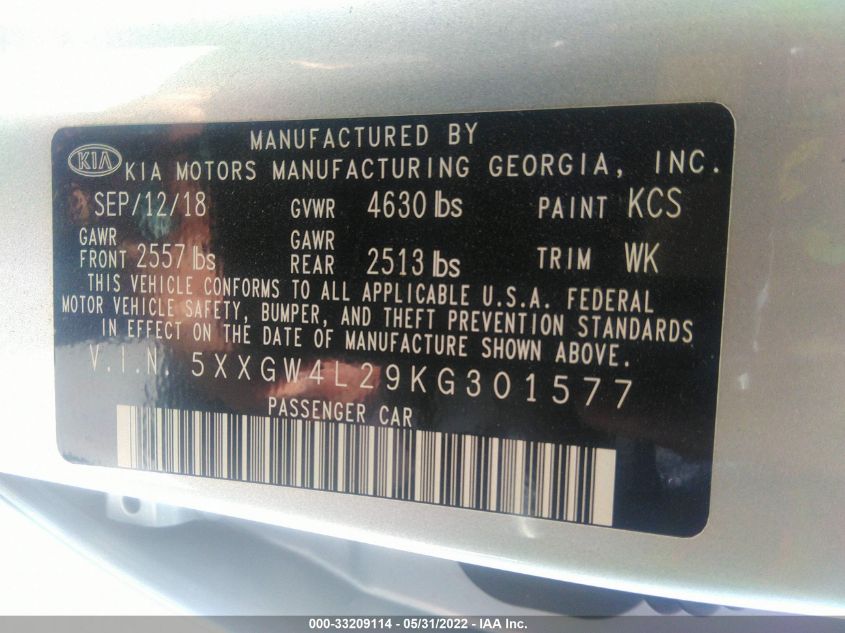 MANUFACTURED BY
KIA KIA MOTORS MANUFACTURING GEORGIA, INC.
SEP/12/18 GVWR 4630 lbs PAINT KCS
GAWR GAWR
FRONT 2557 lbs REAR 2513 lbs TRIM WK
THIS VEHICLE CONFORMS TO ALL APPLICABLE U.S.A. FEDERAL
MOTOR VEHICLE SAFETY, BUMPER, AND THEFT PREVENTION STANDARDS
IN EFFECT ON THE DATE OF MANUFACTURE SHOWN ABOVE.
V.I.N. 5XXGW4L29KG301577
PASSENGER CAR
000-33209114 - 05/31/2022 - IAA Inc.